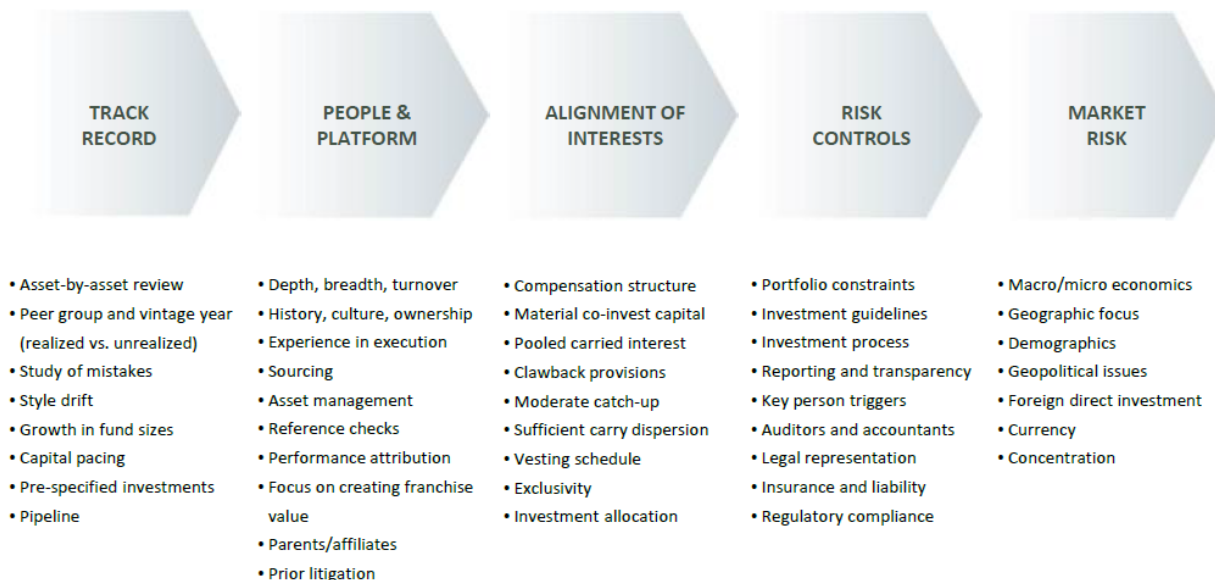 TRACK
RECORD
PEOPLE &
PLATFORM
ALIGNMENT OF
INTERESTS
RISK
CONTROLS
MARKET
RISK
• Asset-by-asset review
• Peer group and vintage year
(realized vs. unrealized)
• Study of mistakes
• Style drift
• Growth in fund sizes
• Capital pacing
• Pre-specified investments
• Pipeline
• Depth, breadth, turnover
• History, culture, ownership
• Experience in execution
• Sourcing
• Asset management
• Reference checks
• Performance attribution
• Focus on creating franchise
value
• Parents/affiliates
• Prior litigation
• Compensation structure
• Material co-invest capital
• Pooled carried interest
• Clawback provisions
• Moderate catch-up
• Sufficient carry dispersion
• Vesting schedule
• Exclusivity
• Investment allocation
• Portfolio constraints
• Investment guidelines
• Investment process
• Reporting and transparency
• Key person triggers
• Auditors and accountants
• Legal representation
• Insurance and liability
• Regulatory compliance
• Macro/micro economics
• Geographic focus
• Demographics
• Geopolitical issues
• Foreign direct investment
• Currency
• Concentration